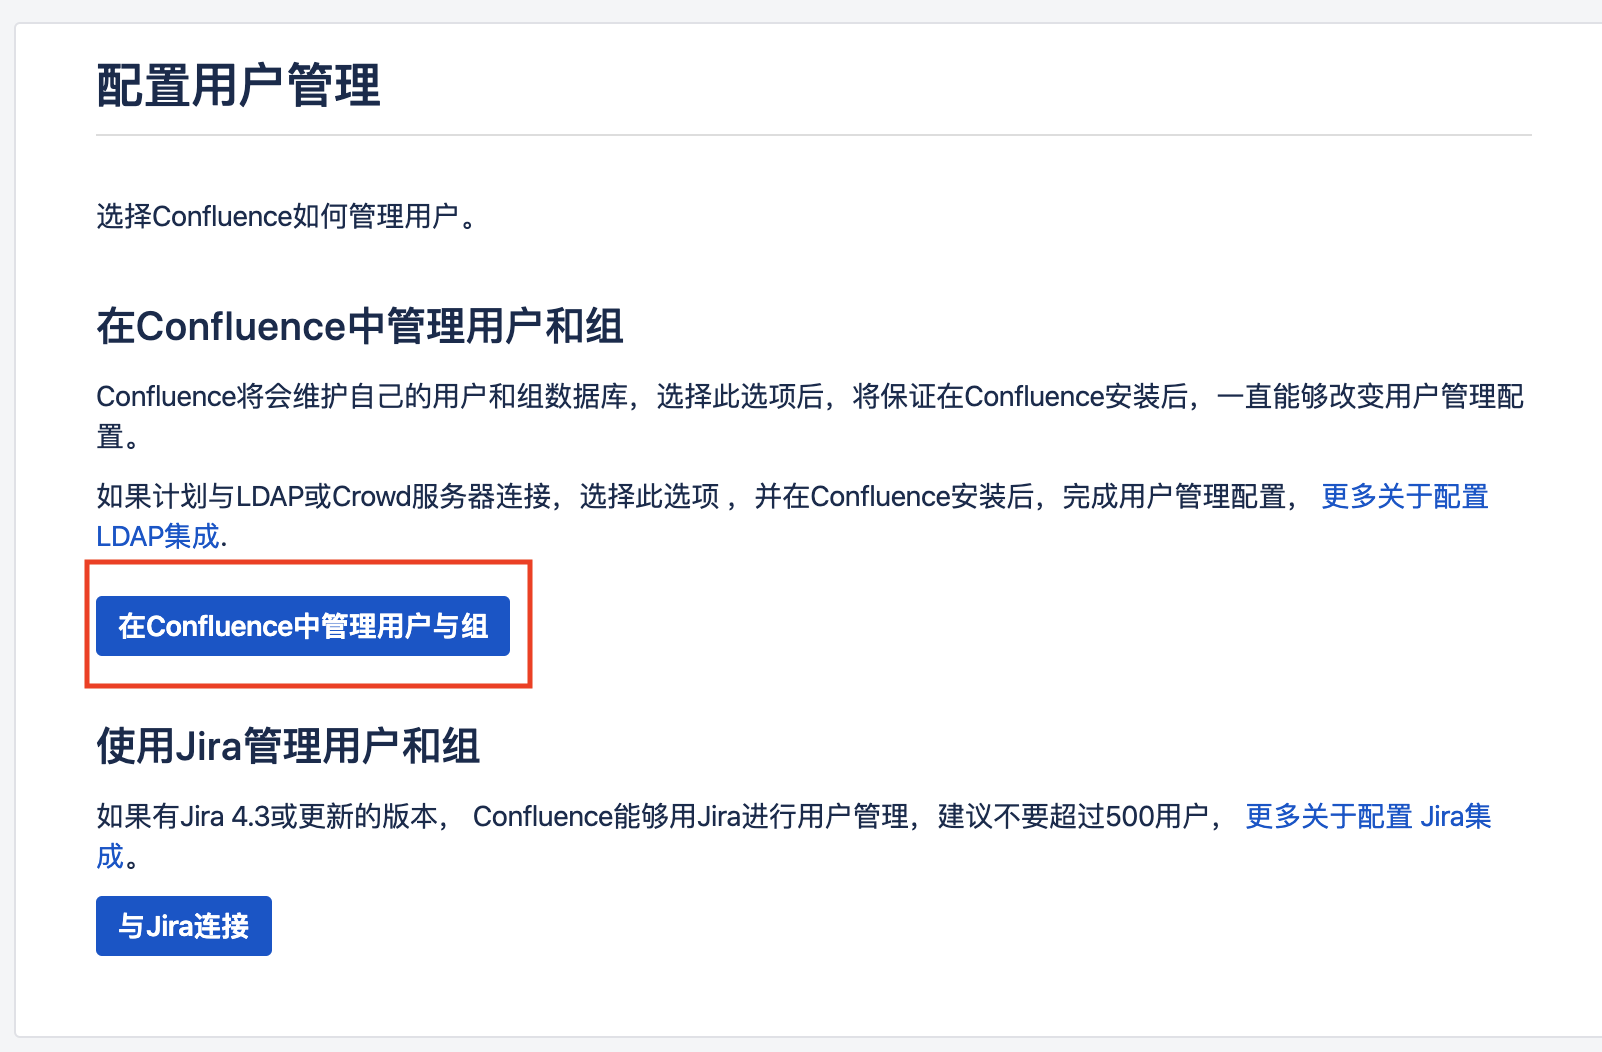 配置用户管理
选择Confluence如何管理用户。
在Confluence中管理用户和组
Confluence将会维护自己的用户和组数据库，选择此选项后，将保证在Confluence安装后，一直能够改变用户管理配
置。
如果计划与LDAP或Crowd服务器连接，选择此选项 ，并在Confluence安装后，完成用户管理配置， 更多关于配置
LDAP集成.
在Confluence中管理用户与组
使用Jira管理用户和组
如果有Jira 4.3或更新的版本， Confluence能够用Jira进行用户管理，建议不要超过500用户， 更多关于配置 Jira集
成。
与Jira连接